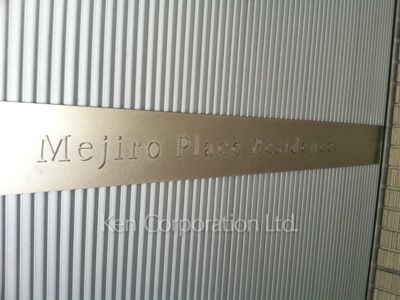 Mejiro Place Residence
Ken Corporation Ltd.